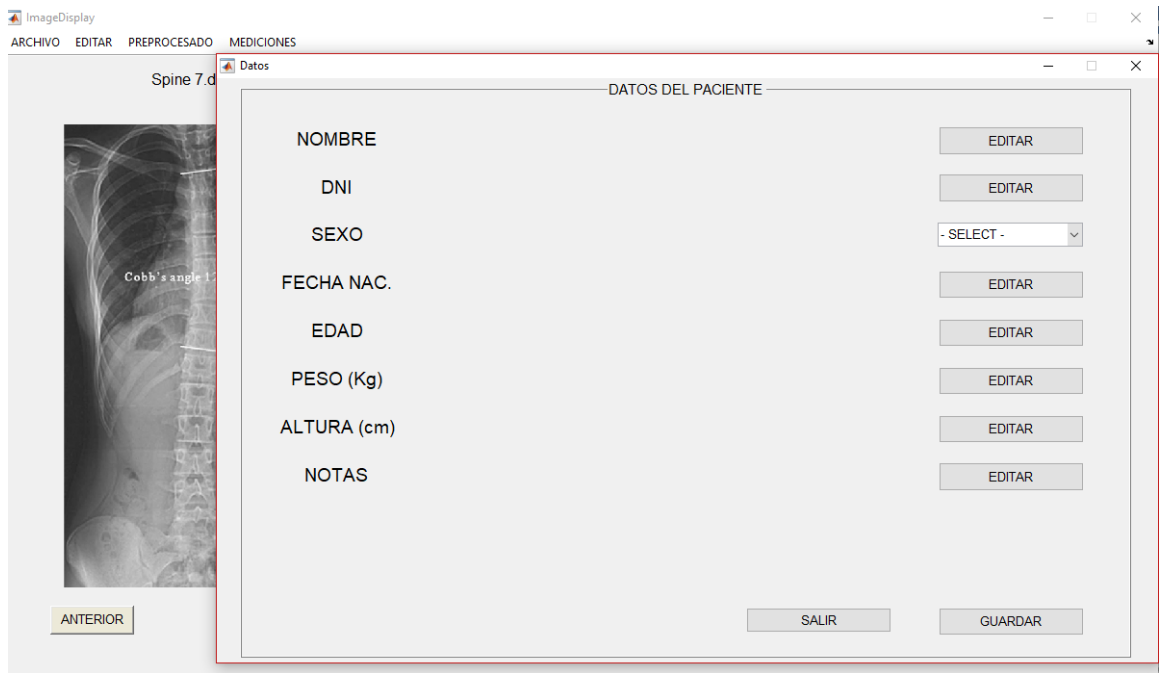 ImageDisplay
ARCHIVO EDITAR PREPROCESADO MEDICIONES
Spine 7.d
Cobb's angle 1
Datos
DATOS DEL PACIENTE
NOMBRE EDITAR
DNI EDITAR
SEXO - SELECT -
FECHA NAC. EDITAR
EDAD EDITAR
PESO (Kg) EDITAR
ALTURA (cm) EDITAR
NOTAS EDITAR
ANTERIOR SALIR GUARDAR